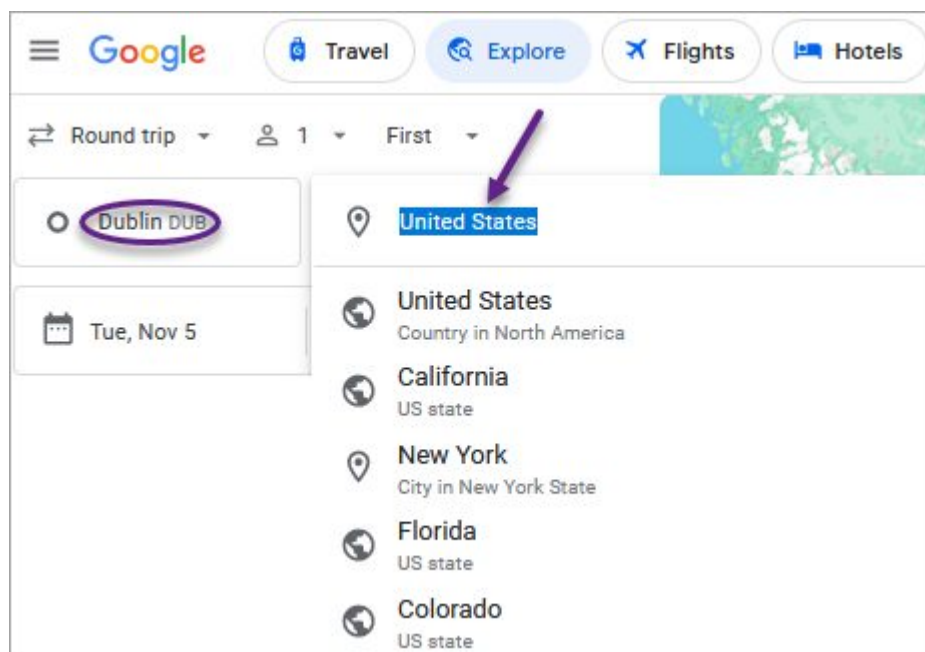 Google Travel Explore Flights Hotels
Round trip 1 First
Dublin DUB United States
United States
Country in North America
Tue, Nov 5
California
US state
New York
City in New York State
Florida
US state
Colorado
US state